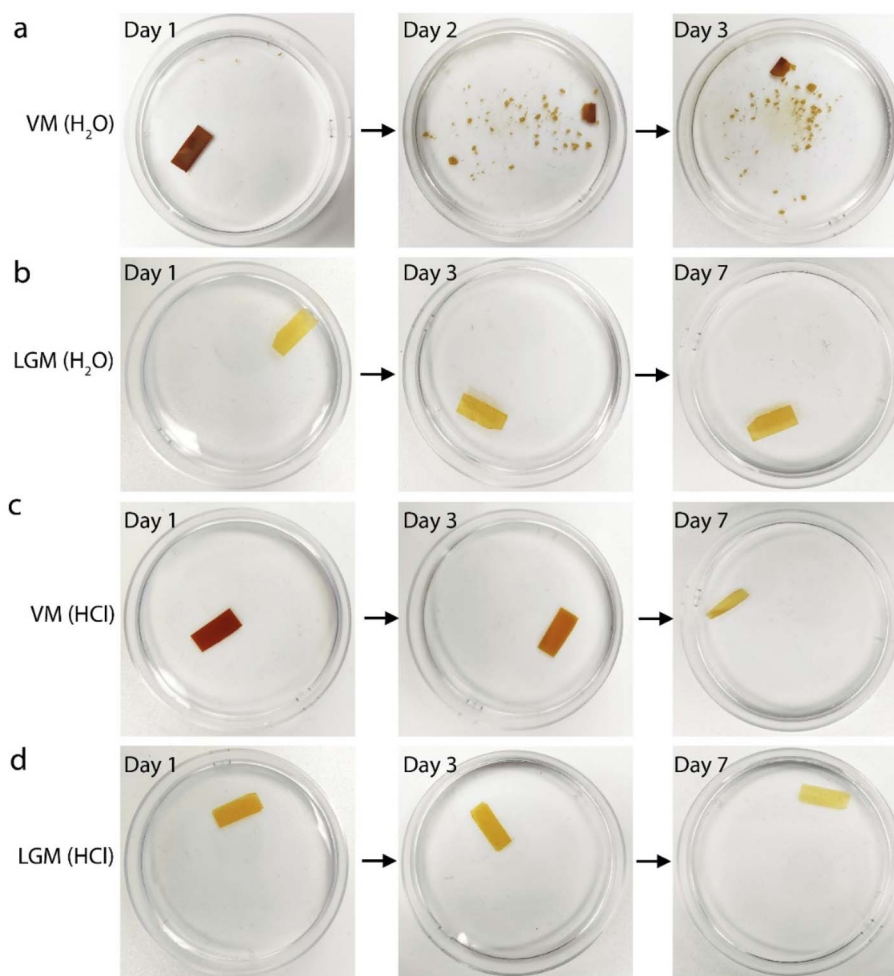 a
Day 1
Day 2
Day 3
VM (H₂O)
b
Day 1
Day 3
Day 7
LGM (H₂O)
c
Day 1
Day 3
Day 7
VM (HCl)
d
Day 1
Day 3
Day 7
LGM (HCl)